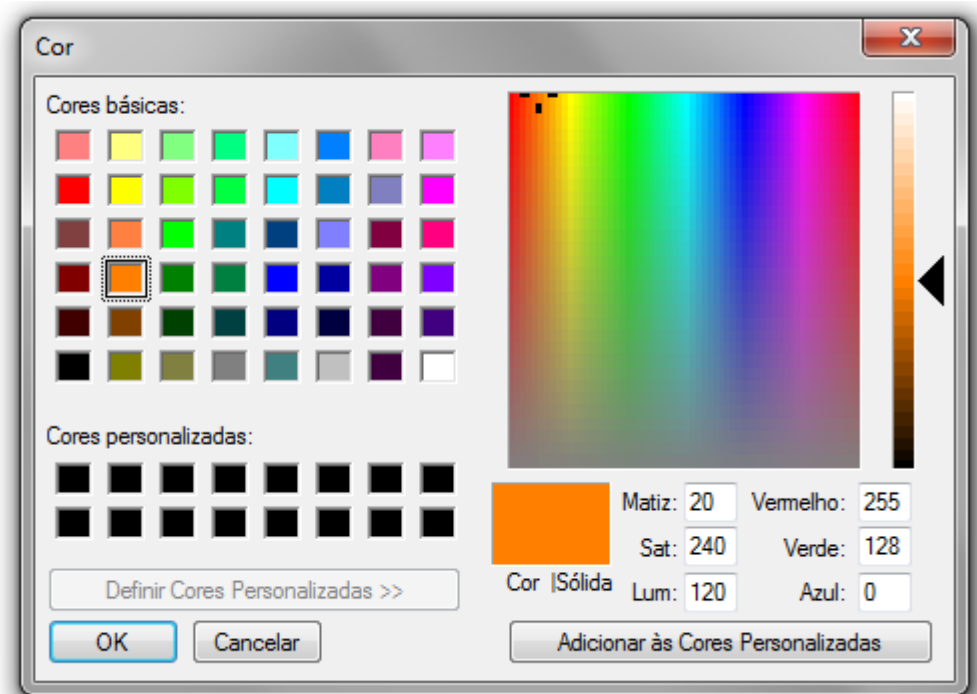 Cor
Cores básicas:
Cores personalizadas:
Definir Cores Personalizadas >>
OK
Cancelar
Cor |Sólida
Matiz: 20
Sat: 240
Lum: 120
Vermelho: 255
Verde: 128
Azul: 0
Adicionar às Cores Personalizadas